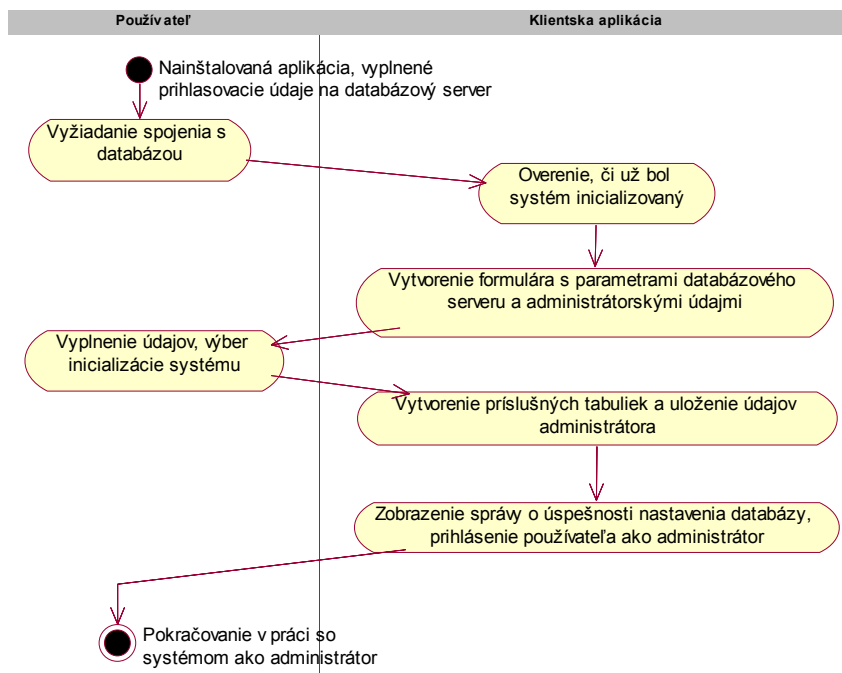 Používateľ
Klientska aplikácia
Nainštalovaná aplikácia, vyplnené
prihlasovacie údaje na databázový server
Vyžiadanie spojenia s
databázou
Overenie, či už bol
systém inicializovaný
Vytvorenie formulára s parametrami databázového
serveru a administrátorskými údajmi
Vyplnenie údajov, výber
inicializácie systému
Vytvorenie príslušných tabuliek a uloženie údajov
administrátora
Zobrazenie správy o úspešnosti nastavenia databázy,
prihlásenie používateľa ako administrátor
Pokračovanie v práci so
systémom ako administrátor